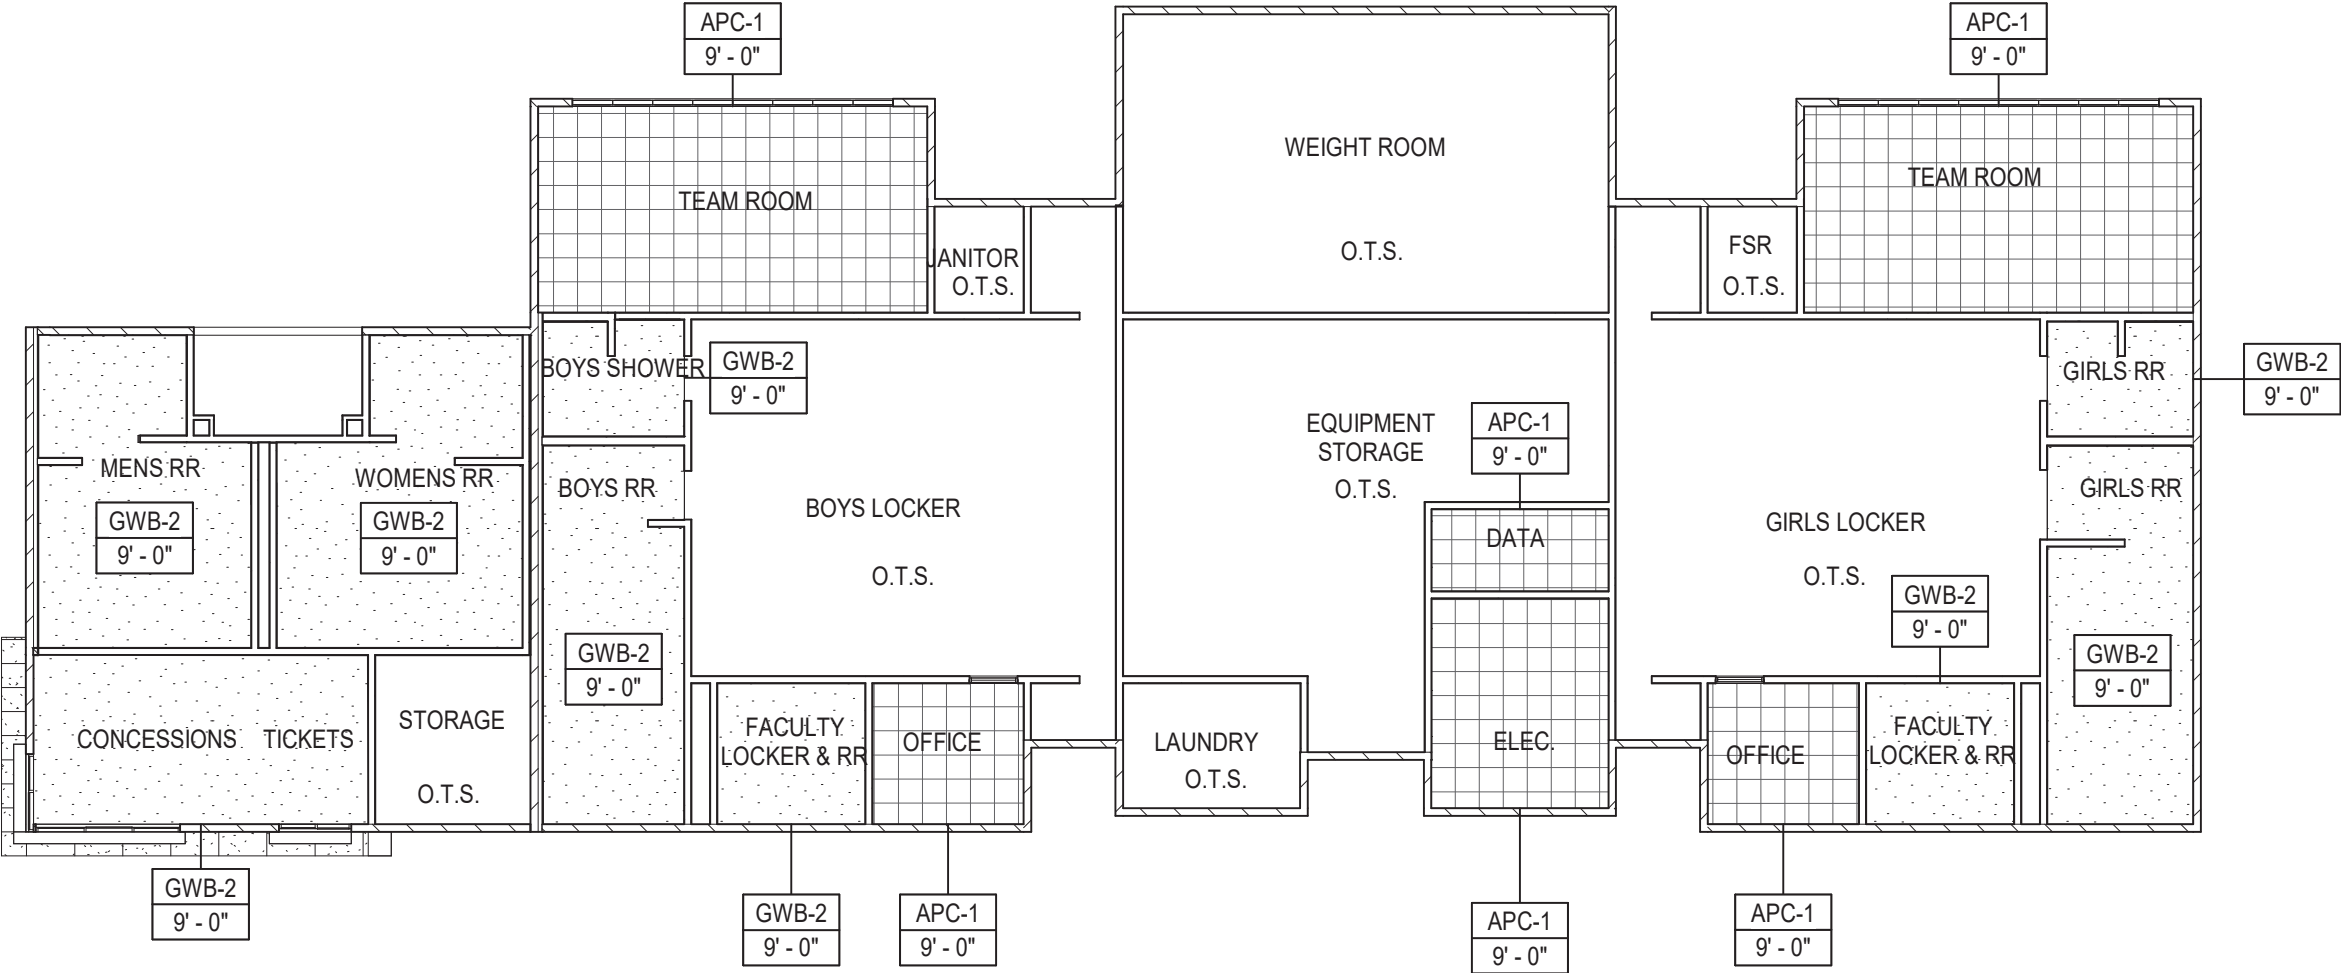 APC-1
9' - 0"
APC-1
9' - 0"
WEIGHT ROOM
O.T.S.
TEAM ROOM
TEAM ROOM
JANITOR
O.T.S.
FSR
O.T.S.
BOYS SHOWER
GWB-2
9' - 0"
GIRLS RR
GWB-2
9' - 0"
EQUIPMENT
STORAGE
O.T.S.
APC-1
9' - 0"
MENS RR
GWB-2
9' - 0"
WOMENS RR
GWB-2
9' - 0"
BOYS RR
BOYS LOCKER
O.T.S.
DATA
GIRLS LOCKER
O.T.S.
GIRLS RR
GWB-2
9' - 0"
GWB-2
9' - 0"
GWB-2
9' - 0"
CONCESSIONS
TICKETS
STORAGE
O.T.S.
FACULTY
LOCKER & RR
OFFICE
LAUNDRY
O.T.S.
ELEC.
OFFICE
FACULTY
LOCKER & RR
GWB-2
9' - 0"
GWB-2
9' - 0"
APC-1
9' - 0"
APC-1
9' - 0"
APC-1
9' - 0"